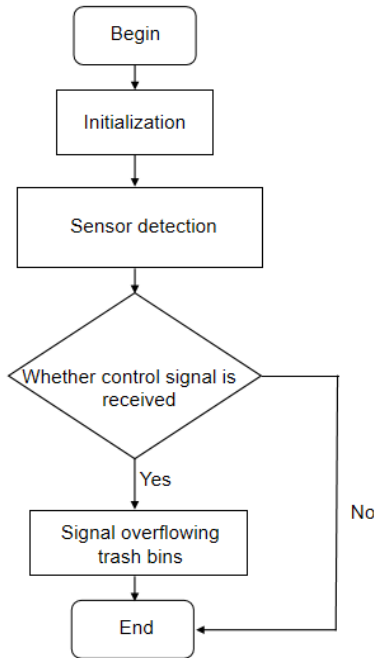 Begin
Initialization
Sensor detection
Whether control signal is
received
Yes
No
Signal overflowing
trash bins
End